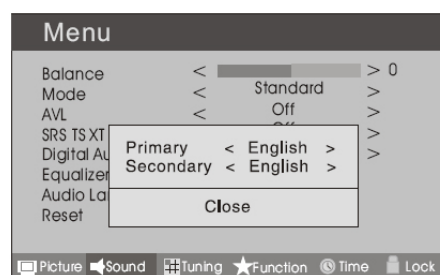 Menu
Balance < > 0
Mode < Standard >
AVL < Off >
SRS TS XT >
Digital Au >
Equalizer
Audio La
Reset
Primary < English >
Secondary < English >
Close
Picture Sound Tuning Function Time Lock